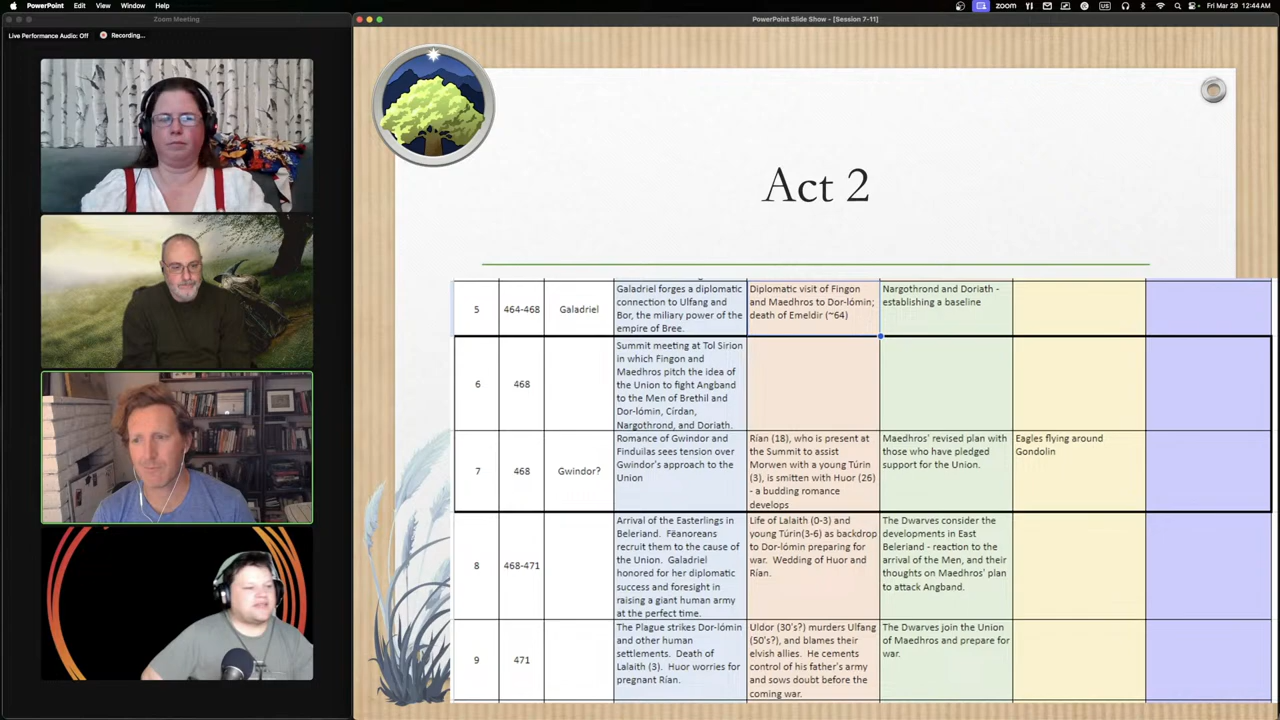 PowerPoint Edit View Window Help
zoom
US
Fri Mar 29 12:44 AM
Zoom Meeting
PowerPoint Slide Show - [Session 7-11]
Live Performance Audio: Off
Recording...
Act 2
5
464-468
Galadriel
Galadriel forges a diplomatic
connection to Ulfang and
Bor, the miliary power of the
empire of Bree.
Diplomatic visit of Fingon
and Maedhros to Dor-lómin;
death of Emeldir (~64)
Nargothrond and Doriath -
establishing a baseline
6
468
Summit meeting at Tol Sirion
in which Fingon and
Maedhros pitch the idea of
the Union to fight Angband
to the Men of Brethil and
Dor-lómin, Círdan,
Nargothrond, and Doriath.
7
468
Gwindor?
Romance of Gwindor and
Finduilas sees tension over
Gwindor's approach to the
Union
Rían (18), who is present at
the Summit to assist
Morwen with a young Túrin
(3), is smitten with Huor (26)
- a budding romance
develops
Maedhros' revised plan with
those who have pledged
support for the Union.
Eagles flying around
Gondolin
8
468-471
Arrival of the Easterlings in
Beleriand. Fëanoreans
recruit them to the cause of
the Union. Galadriel
honored for her diplomatic
success and foresight in
raising a giant human army
at the perfect time.
Life of Lalaith (0-3) and
young Túrin(3-6) as backdrop
to Dor-lómin preparing for
war. Wedding of Huor and
Rían.
The Dwarves consider the
developments in East
Beleriand - reaction to the
arrival of the Men, and their
thoughts on Maedhros' plan
to attack Angband.
9
471
The Plague strikes Dor-lómin
and other human
settlements. Death of
Lalaith (3). Huor worries for
pregnant Rían.
Uldor (30's?) murders Ulfang
(50's?), and blames their
elvish allies. He cements
control of his father's army
and sows doubt before the
coming war.
The Dwarves join the Union
of Maedhros and prepare for
war.